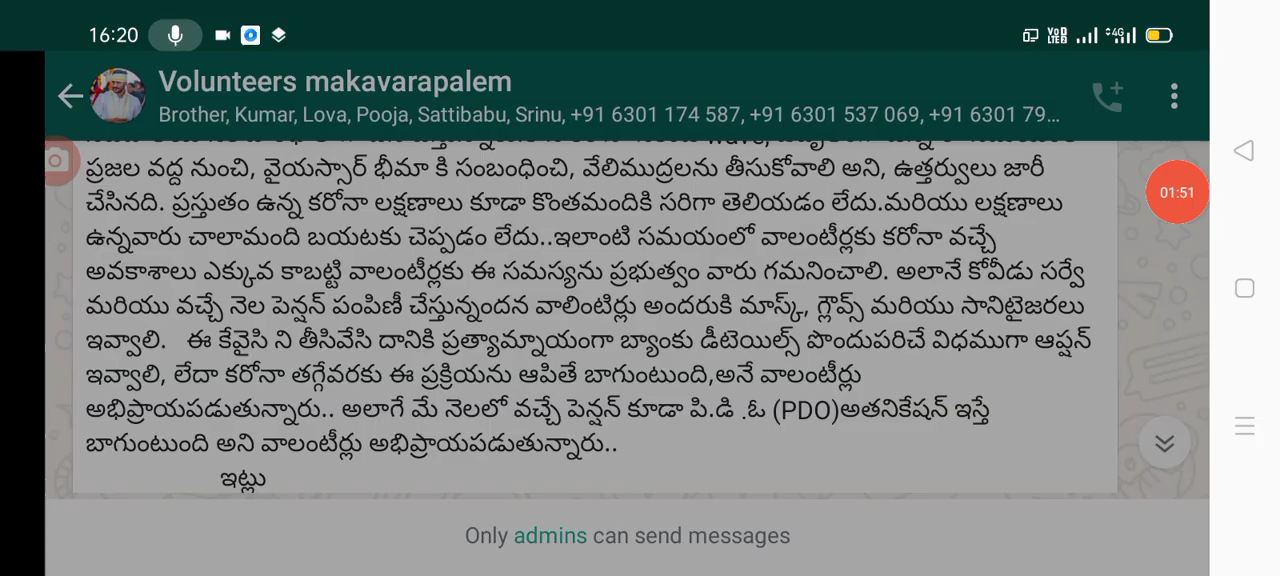 16:20
Volunteers makavarapalem
Brother, Kumar, Lova, Pooja, Sattibabu, Srinu, +91 6301 174 587, +91 6301 537 069, +91 6301 79...
ప్రజల వద్ద నుంచి, వైయస్సార్ భీమా కి సంబంధించి, వేలిముద్రలను తీసుకోవాలి అని, ఉత్తర్వులు జారీ
చేసినది. ప్రస్తుతం ఉన్న కరోనా లక్షణాలు కూడా కొంతమందికి సరిగా తెలియడం లేదు.మరియు లక్షణాలు
ఉన్నవారు చాలామంది బయటకు చెప్పడం లేదు..ఇలాంటి సమయంలో వాలంటీర్లకు కరోనా వచ్చే
అవకాశాలు ఎక్కువ కాబట్టి వాలంటీర్లకు ఈ సమస్యను ప్రభుత్వం వారు గమనించాలి. అలానే కోవీడు సర్వే
మరియు వచ్చే నెల పెన్షన్ పంపిణీ చేస్తున్నందన వాలింటిర్లు అందరుకి మాస్క్, గ్లౌవ్స్ మరియు సానిటైజరలు
ఇవ్వాలి. ఈ కేవైసి ని తీసివేసి దానికి ప్రత్యామ్నాయంగా బ్యాంకు డీటెయిల్స్ పొందుపరిచే విధముగా ఆప్షన్
ఇవ్వాలి, లేదా కరోనా తగ్గేవరకు ఈ ప్రక్రియను ఆపితే బాగుంటుంది,అనే వాలంటీర్లు
అభిప్రాయపడుతున్నారు.. అలాగే మే నెలలో వచ్చే పెన్షన్ కూడా పి.డి .ఓ (PDO)అతనికేషన్ ఇస్తే
బాగుంటుంది అని వాలంటీర్లు అభిప్రాయపడుతున్నారు..
ఇట్లు
Only admins can send messages
01:51